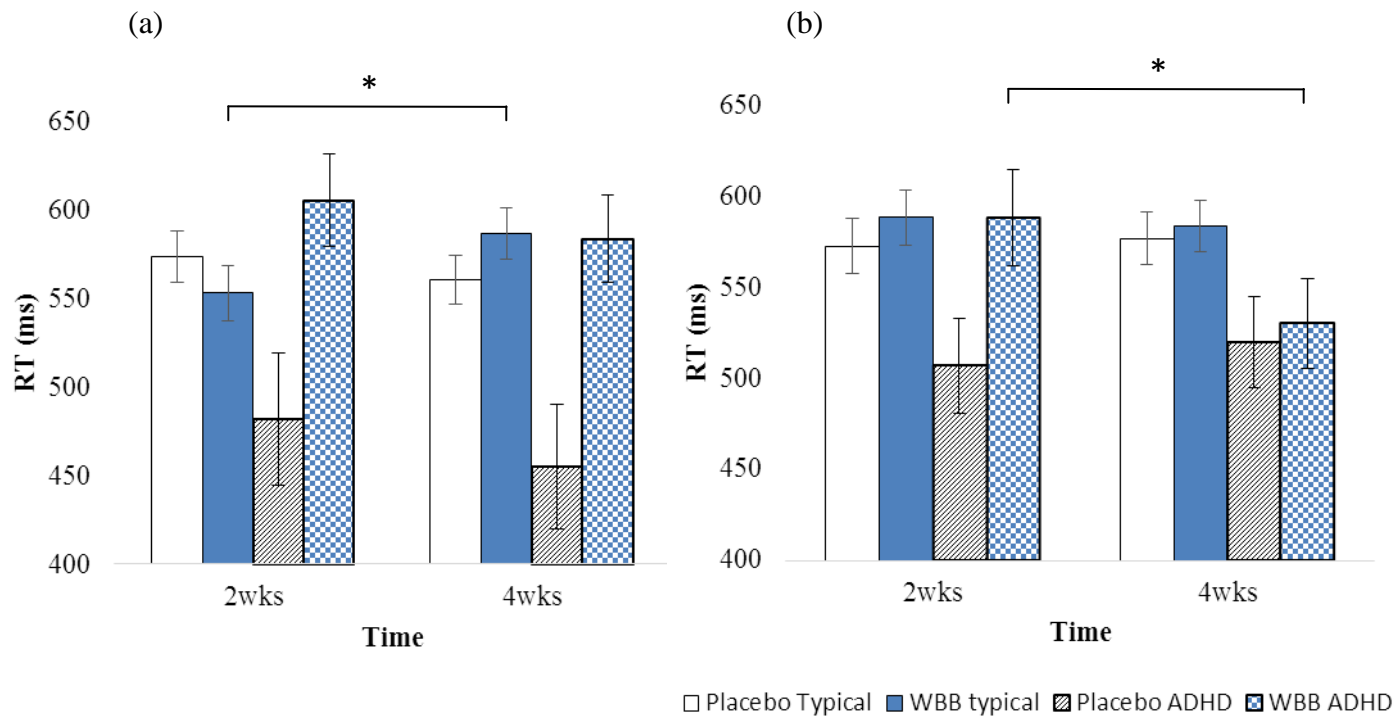 (a)
*
650
600
550
500
450
400
RT (ms)
2wks
4wks
Time
(b)
*
650
600
550
500
450
400
RT (ms)
2wks
4wks
Time
Placebo Typical WBB typical Placebo ADHD WBB ADHD